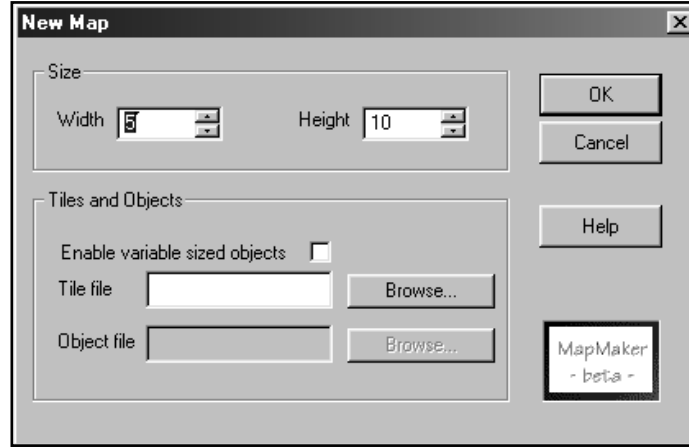 New Map
Size
Width 5 Height 10
OK
Cancel
Tiles and Objects
Enable variable sized objects
Tile file Browse...
Object file Browse...
Help
MapMaker
- beta -